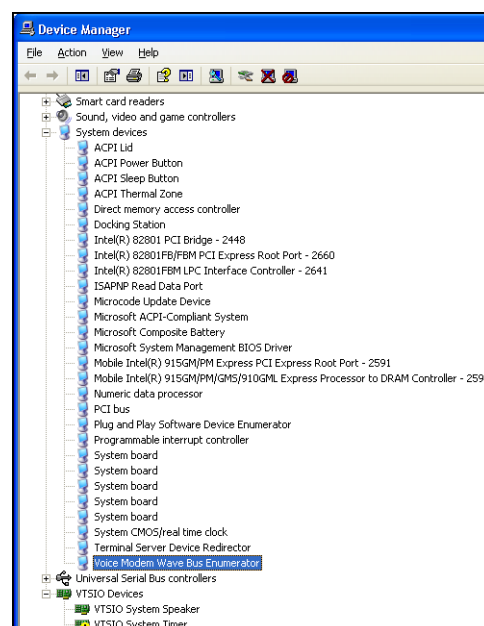 Device Manager
File Action View Help
Smart card readers
Sound, video and game controllers
System devices
ACPI Lid
ACPI Power Button
ACPI Sleep Button
ACPI Thermal Zone
Direct memory access controller
Docking Station
Intel(R) 82801 PCI Bridge - 2448
Intel(R) 82801FB/FBM PCI Express Root Port - 2660
Intel(R) 82801FBM LPC Interface Controller - 2641
ISAPNP Read Data Port
Microcode Update Device
Microsoft ACPI-Compliant System
Microsoft Composite Battery
Microsoft System Management BIOS Driver
Mobile Intel(R) 915GM/PM Express PCI Express Root Port - 2591
Mobile Intel(R) 915GM/PM/GMS/910GML Express Processor to DRAM Controller - 259
Numeric data processor
PCI bus
Plug and Play Software Device Enumerator
Programmable interrupt controller
System board
System board
System board
System board
System board
System CMOS/real time clock
Terminal Server Device Redirector
Voice Modem Wave Bus Enumerator
Universal Serial Bus controllers
VTSIO Devices
VTSIO System Speaker
VTSIO System Timer